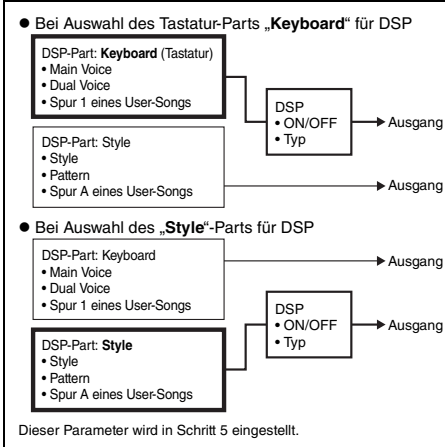 ● Bei Auswahl des Tastatur-Parts „Keyboard“ für DSP
DSP-Part: Keyboard (Tastatur)
• Main Voice
• Dual Voice
• Spur 1 eines User-Songs
DSP
• ON/OFF
• Typ
Ausgang
DSP-Part: Style
• Style
• Pattern
• Spur A eines User-Songs
Ausgang
● Bei Auswahl des „Style“-Parts für DSP
DSP-Part: Keyboard
• Main Voice
• Dual Voice
• Spur 1 eines User-Songs
Ausgang
DSP
• ON/OFF
• Typ
Ausgang
DSP-Part: Style
• Style
• Pattern
• Spur A eines User-Songs
Dieser Parameter wird in Schritt 5 eingestellt.